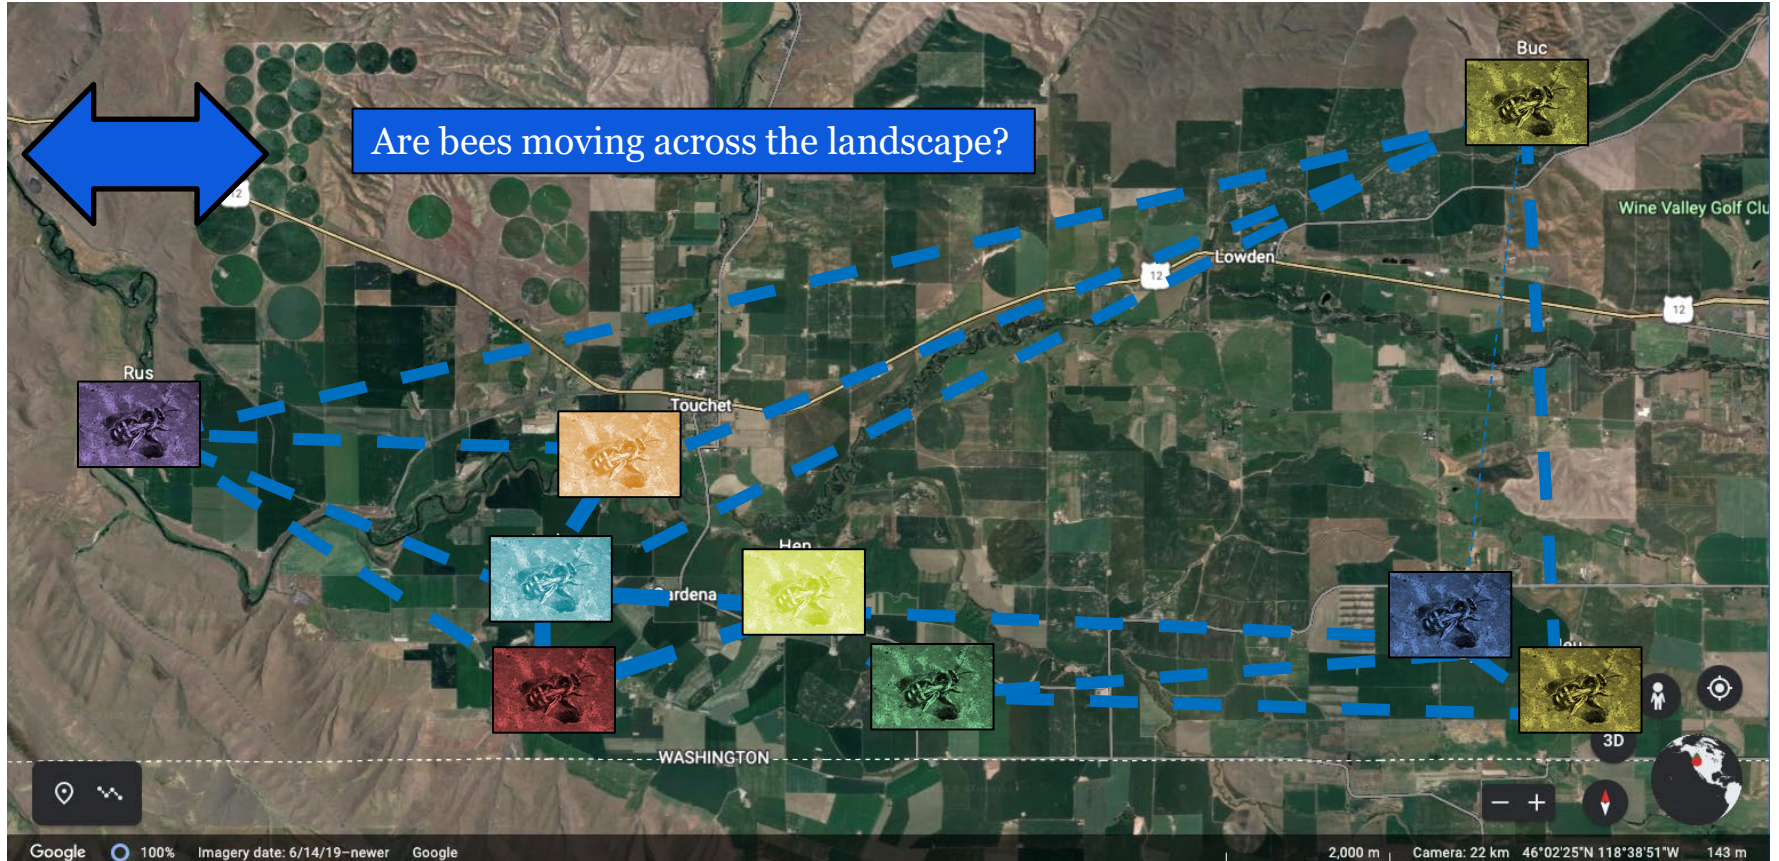 Buc
Are bees moving across the landscape?
12
Wine Valley Golf Clu
Lowden
12
12
Rus
Touchet
Hen
Gardena
WASHINGTON
3D
Google 100% Imagery date: 6/14/19–newer Google 2,000 m Camera: 22 km 46°02'25"N 118°38'51"W 143 m